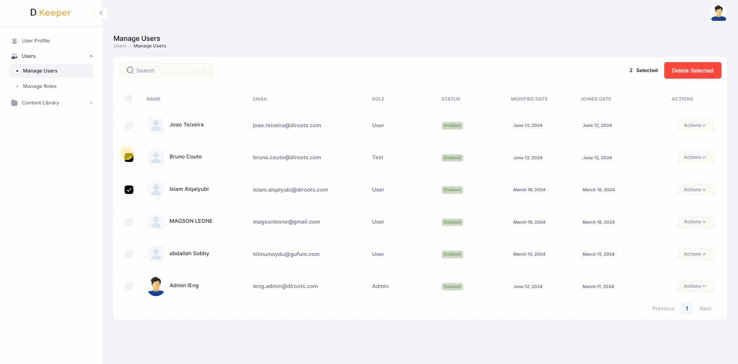 D.Keeper
User Profile
Users
Manage Users
Manage Roles
Content Library
Manage Users
Users • Manage Users
Search
2 Selected
Delete Selected
NAME EMAIL ROLE STATUS MODIFIED DATE JOINED DATE ACTIONS
Joao Teixeira joao.teixeira@diroots.com User Enabled June 12, 2024 June 12, 2024 Actions
Bruno Couto bruno.couto@diroots.com Test Enabled June 12, 2024 June 12, 2024 Actions
Islam Alqalyubi islam.alqalyubi@diroots.com User Enabled March 18, 2024 March 18, 2024 Actions
MAGSON LEONE magsonleone@gmail.com User Enabled March 18, 2024 March 18, 2024 Actions
abdallah Sobhy hilmumoydu@gufum.com User Enabled March 15, 2024 March 15, 2024 Actions
Admin IEng ieng.admin@diroots.com Admin Enabled June 12, 2024 March 11, 2024 Actions
Previous 1 Next